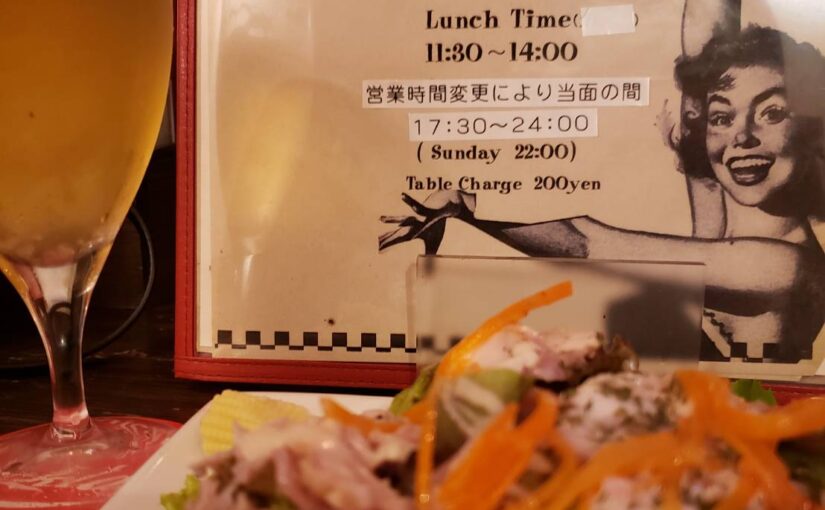 Lunch Time(
11:30～14:00
営業時間変更により当面の間
17:30～24:00
( Sunday 22:00)
Table Charge 200yen